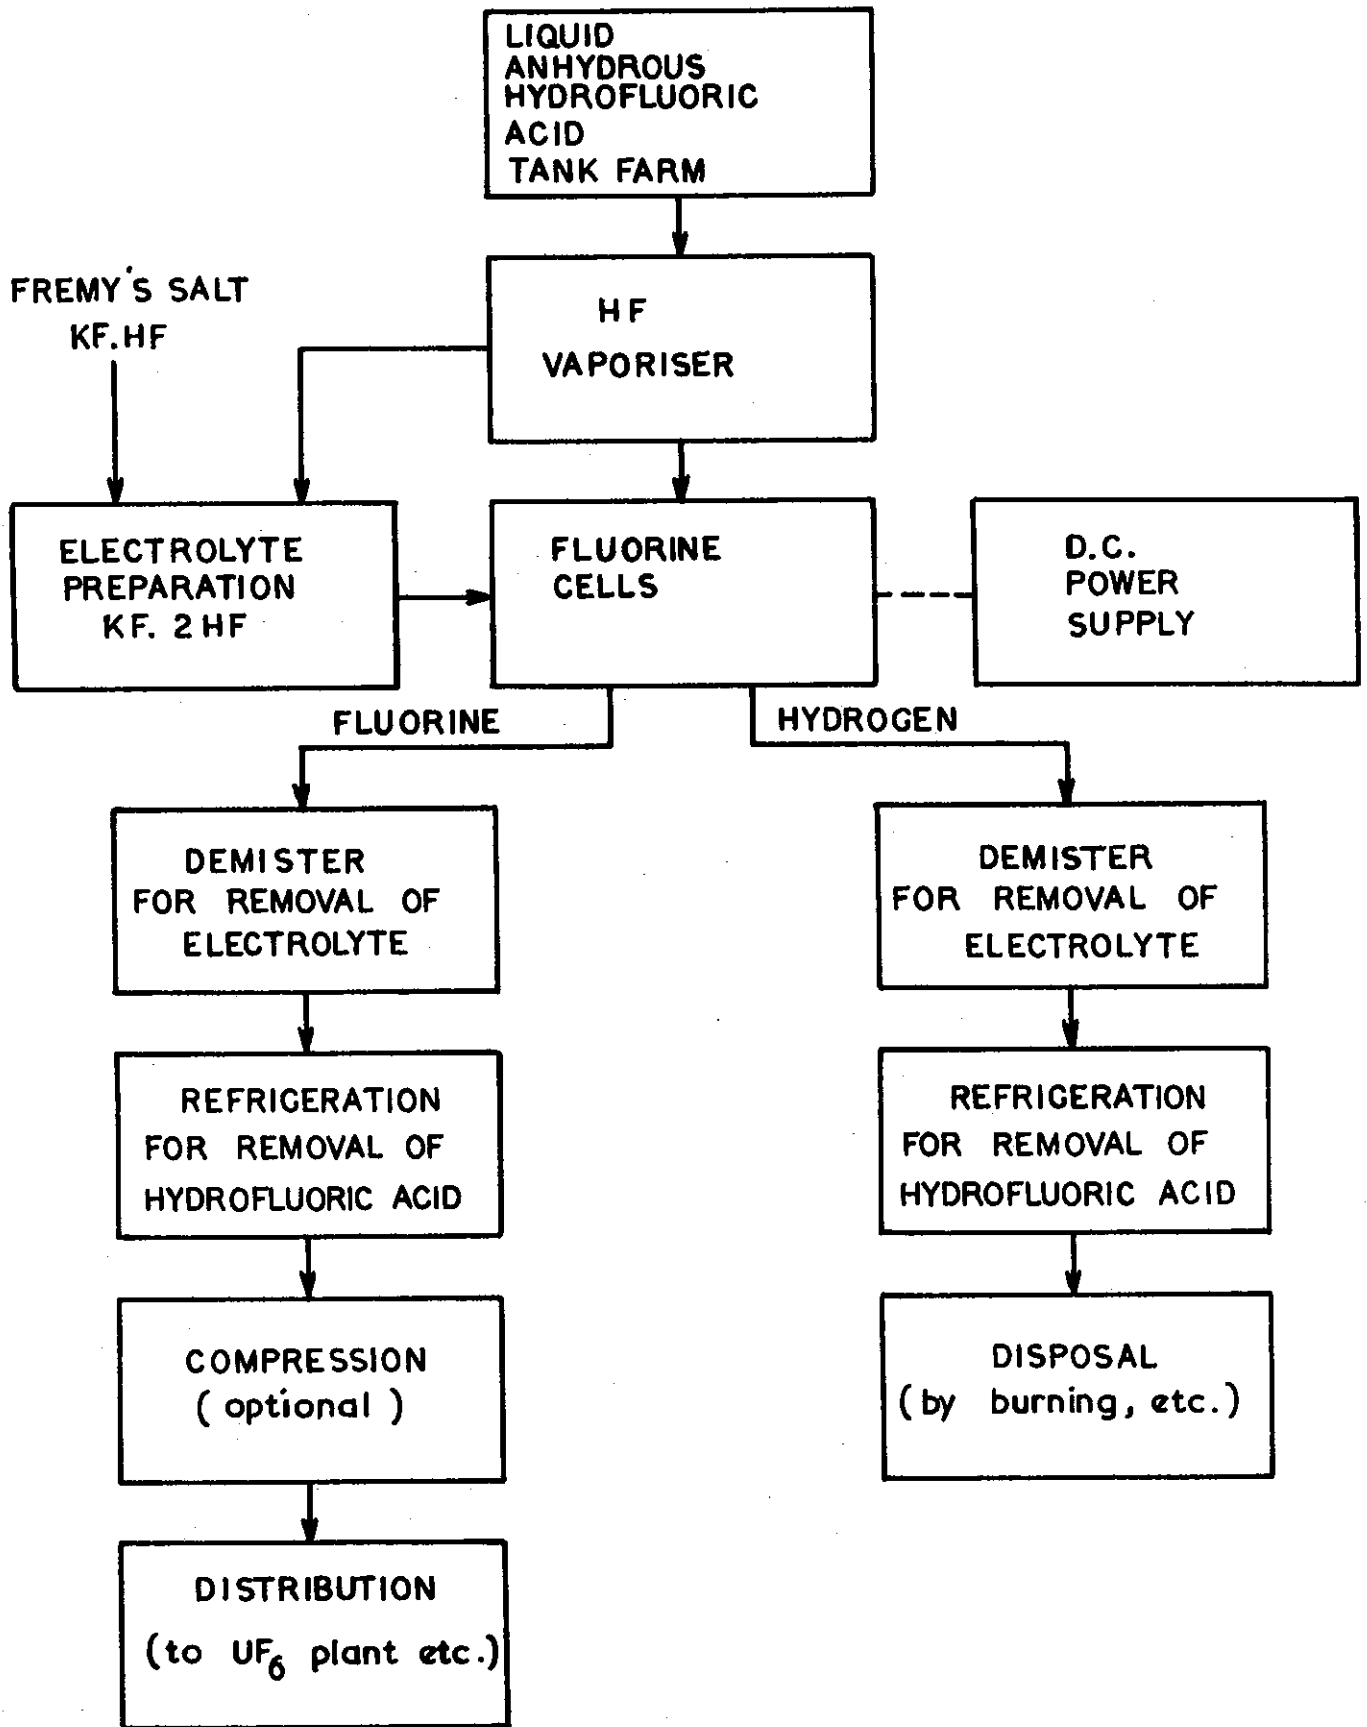 LIQUID
ANHYDROUS
HYDROFLUORIC
ACID
TANK FARM
FREMY'S SALT
KF.HF
HF
VAPORISER
ELECTROLYTE
PREPARATION
KF. 2HF
FLUORINE
CELLS
D.C.
POWER
SUPPLY
FLUORINE
HYDROGEN
DEMISTER
FOR REMOVAL OF
ELECTROLYTE
DEMISTER
FOR REMOVAL OF
ELECTROLYTE
REFRIGERATION
FOR REMOVAL OF
HYDROFLUORIC ACID
REFRIGERATION
FOR REMOVAL OF
HYDROFLUORIC ACID
COMPRESSION
(optional)
DISPOSAL
(by burning, etc.)
DISTRIBUTION
(to UF₆ plant etc.)